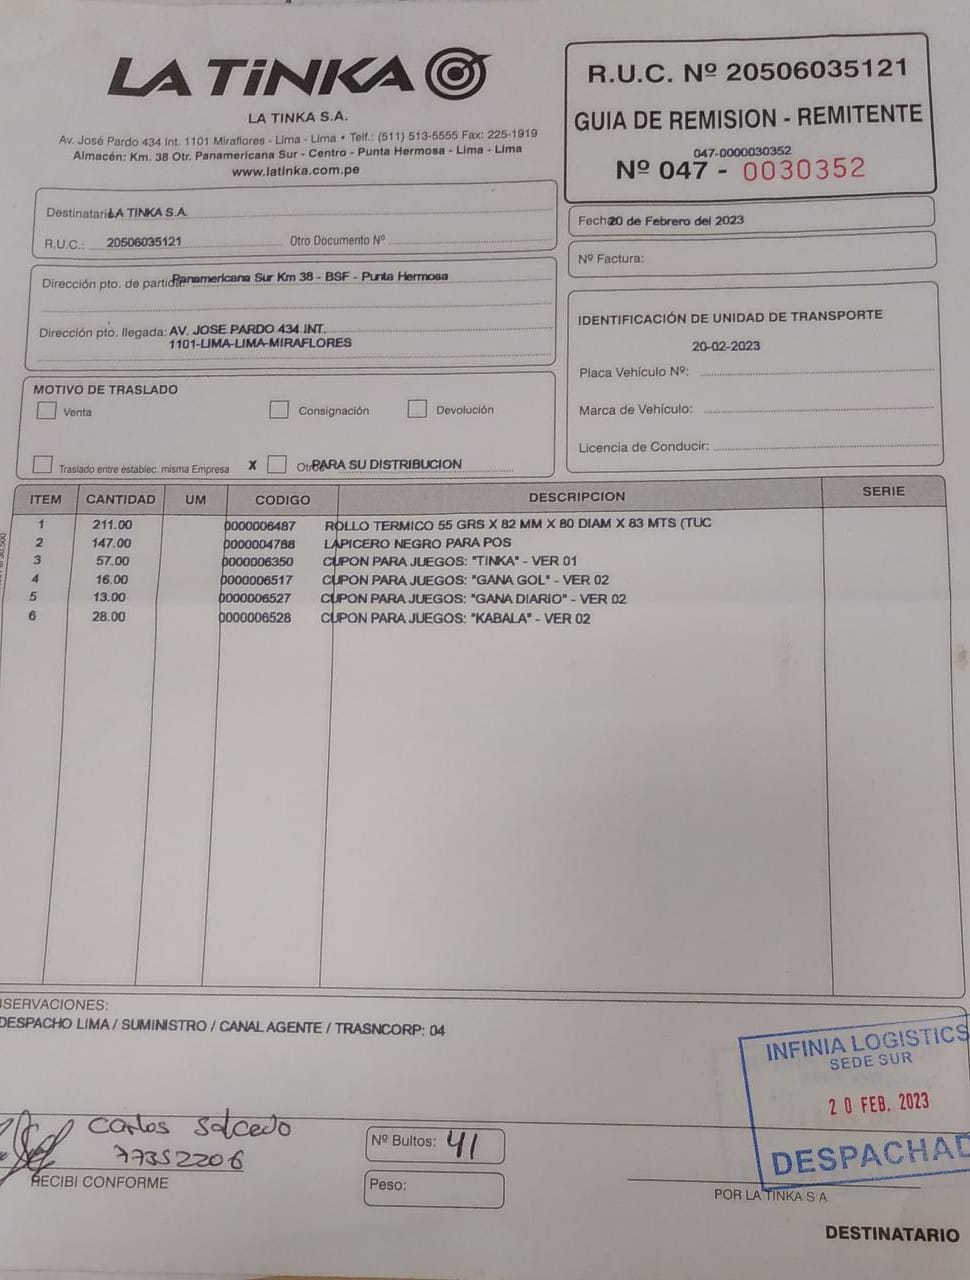 LA TiNKA
LA TINKA S.A.
Av. José Pardo 434 Int. 1101 Miraflores - Lima - Lima • Telf.: (511) 513-5555 Fax: 225-1919
Almacén: Km. 38 Otr. Panamericana Sur - Centro - Punta Hermosa - Lima - Lima
www.latinka.com.pe
R.U.C. Nº 20506035121
GUIA DE REMISION - REMITENTE
047-0000030352
Nº 047 - 0030352
Destinatari LA TINKA S.A.
R.U.C.: 20506035121 Otro Documento Nº
Fech 20 de Febrero del 2023
Nº Factura:
Dirección pto. de partid Panamericana Sur Km 38 - BSF - Punta Hermosa
Dirección pto. llegada: AV. JOSE PARDO 434 INT.
1101-LIMA-LIMA-MIRAFLORES
IDENTIFICACIÓN DE UNIDAD DE TRANSPORTE
20-02-2023
Placa Vehículo Nº:
Marca de Vehículo:
Licencia de Conducir:
MOTIVO DE TRASLADO
Venta Consignación Devolución
Traslado entre establec. misma Empresa X Otr PARA SU DISTRIBUCION
ITEM CANTIDAD UM CODIGO DESCRIPCION SERIE
1 211.00 0000006487 ROLLO TERMICO 55 GRS X 82 MM X 80 DIAM X 83 MTS (TUC
2 147.00 0000004788 LAPICERO NEGRO PARA POS
3 57.00 0000006350 CUPON PARA JUEGOS: "TINKA" - VER 01
4 16.00 0000006517 CUPON PARA JUEGOS: "GANA GOL" - VER 02
5 13.00 0000006527 CUPON PARA JUEGOS: "GANA DIARIO" - VER 02
6 28.00 0000006528 CUPON PARA JUEGOS: "KABALA" - VER 02
SERVACIONES:
DESPACHO LIMA / SUMINISTRO / CANAL AGENTE / TRASNCORP: 04
INFINIA LOGISTICS
SEDE SUR
20 FEB. 2023
DESPACHAD
Carlos Salcedo
77352206
RECIBI CONFORME
Nº Bultos: 41
Peso:
POR LA TINKA S A
DESTINATARIO